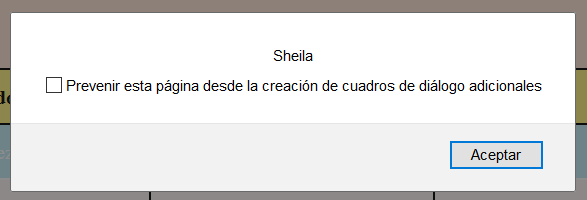 Sheila
Prevenir esta página desde la creación de cuadros de diálogo adicionales
Aceptar